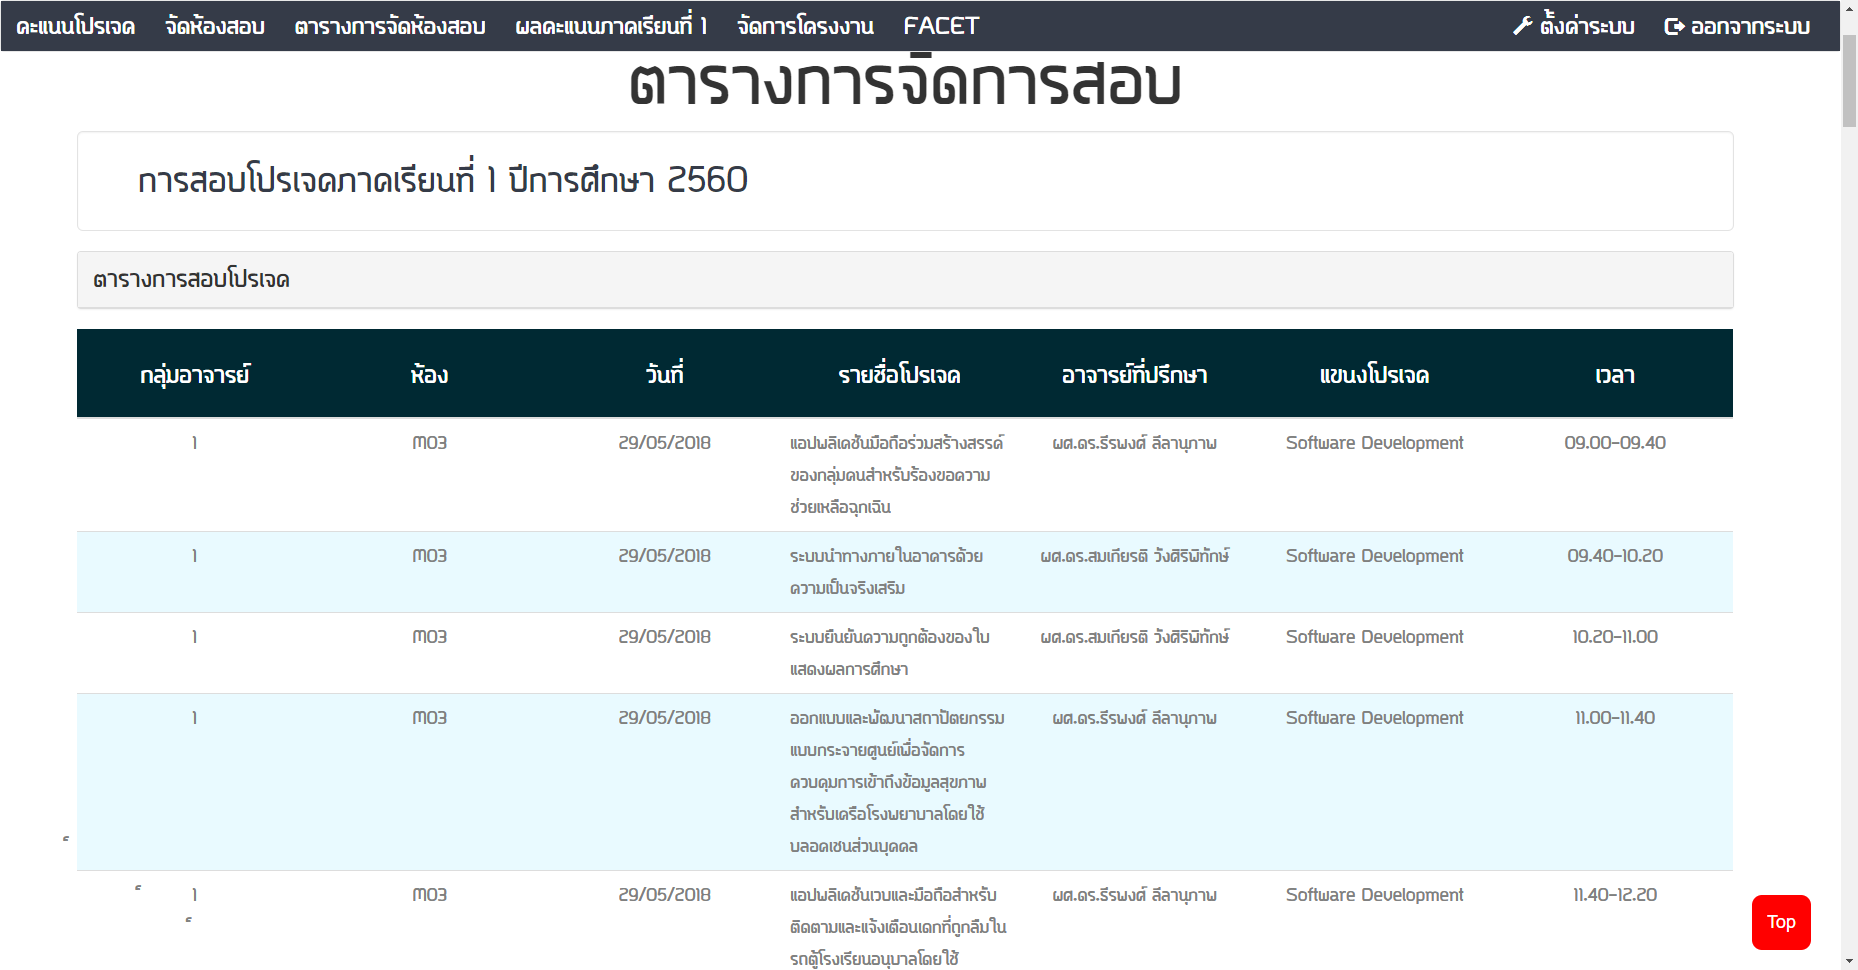 คะแนนโปรเจค จัดห้องสอบ ตารางการจัดห้องสอบ ผลคะแนนภาคเรียนที่ 1 จัดการโครงงาน FACET ตั้งค่าระบบ ออกจากระบบ
ตารางการจัดการสอบ
การสอบโปรเจคภาคเรียนที่ 1 ปีการศึกษา 2560
ตารางการสอบโปรเจค
กลุ่มอาจารย์ ห้อง วันที่ รายชื่อโปรเจค อาจารย์ที่ปรึกษา แขนงโปรเจค เวลา
1 M03 29/05/2018 แอปพลิเคชันมือถือร่วมสร้างสรรค์ ผศ.ดร.ธีรพงศ์ ลีลานุภาพ Software Development 09.00-09.40
ของกลุ่มคนสำหรับร้องขอความ
ช่วยเหลือฉุกเฉิน
1 M03 29/05/2018 ระบบนำทางภายในอาคารด้วย ผศ.ดร.สมเกียรติ วังศิริพิทักษ์ Software Development 09.40-10.20
ความเป็นจริงเสริม
1 M03 29/05/2018 ระบบยืนยันความถูกต้องของใบ ผศ.ดร.สมเกียรติ วังศิริพิทักษ์ Software Development 10.20-11.00
แสดงผลการศึกษา
1 M03 29/05/2018 ออกแบบและพัฒนาสถาปัตยกรรม ผศ.ดร.ธีรพงศ์ ลีลานุภาพ Software Development 11.00-11.40
แบบกระจายศูนย์เพื่อจัดการ
ควบคุมการเข้าถึงข้อมูลสุขภาพ
สำหรับเครือโรงพยาบาลโดยใช้
บลอคเชนส่วนบุคคล
1 M03 29/05/2018 แอปพลิเคชันเวบและมือถือสำหรับ ผศ.ดร.ธีรพงศ์ ลีลานุภาพ Software Development 11.40-12.20
ติดตามและแจ้งเตือนเดกที่ถูกลืมใน
รถตู้โรงเรียนอนุบาลโดยใช้
Top